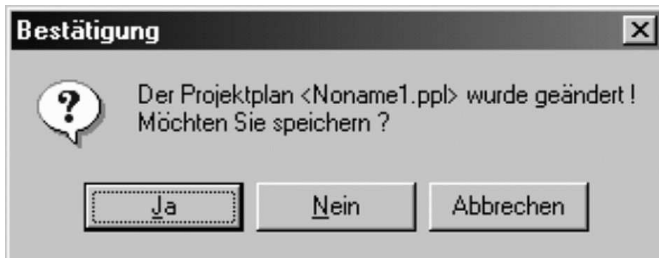 Bestätigung
Der Projektplan <Noname1.ppl> wurde geändert !
Möchten Sie speichern ?
Ja Nein Abbrechen